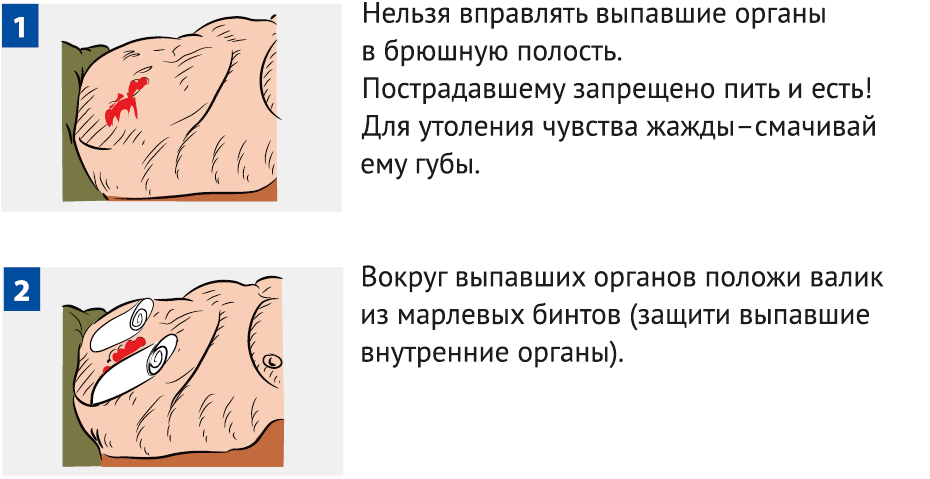 1
Нельзя вправлять выпавшие органы
в брюшную полость.
Пострадавшему запрещено пить и есть!
Для утоления чувства жажды–смачивай
ему губы.
2
Вокруг выпавших органов положи валик
из марлевых бинтов (защити выпавшие
внутренние органы).